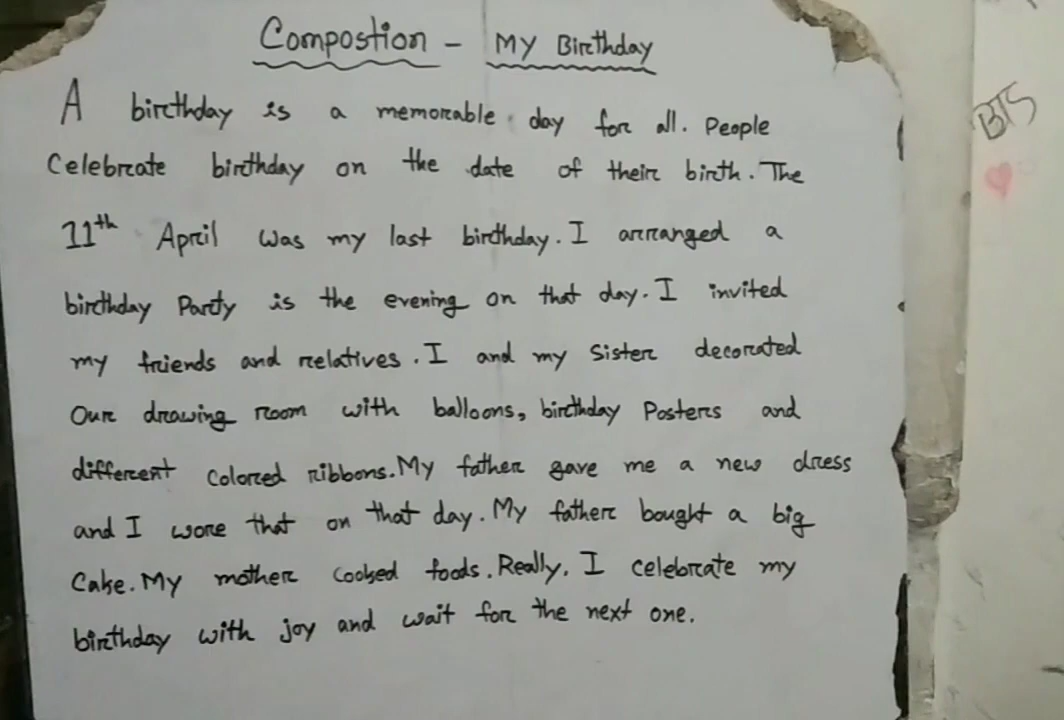 Compostion - My Birthday
A birthday is a memorable day for all. People
Celebrate birthday on the date of their birth. The
11th April was my last birthday. I arranged a
birthday Party is the evening on that day. I invited
my friends and relatives. I and my Sister decorated
Our drawing room with balloons, birthday Posters and
different Colored ribbons. My father gave me a new dress
and I wore that on that day. My father bought a big
Cake. My mother Cooked foods. Really, I celebrate my
birthday with joy and wait for the next one.
BTS